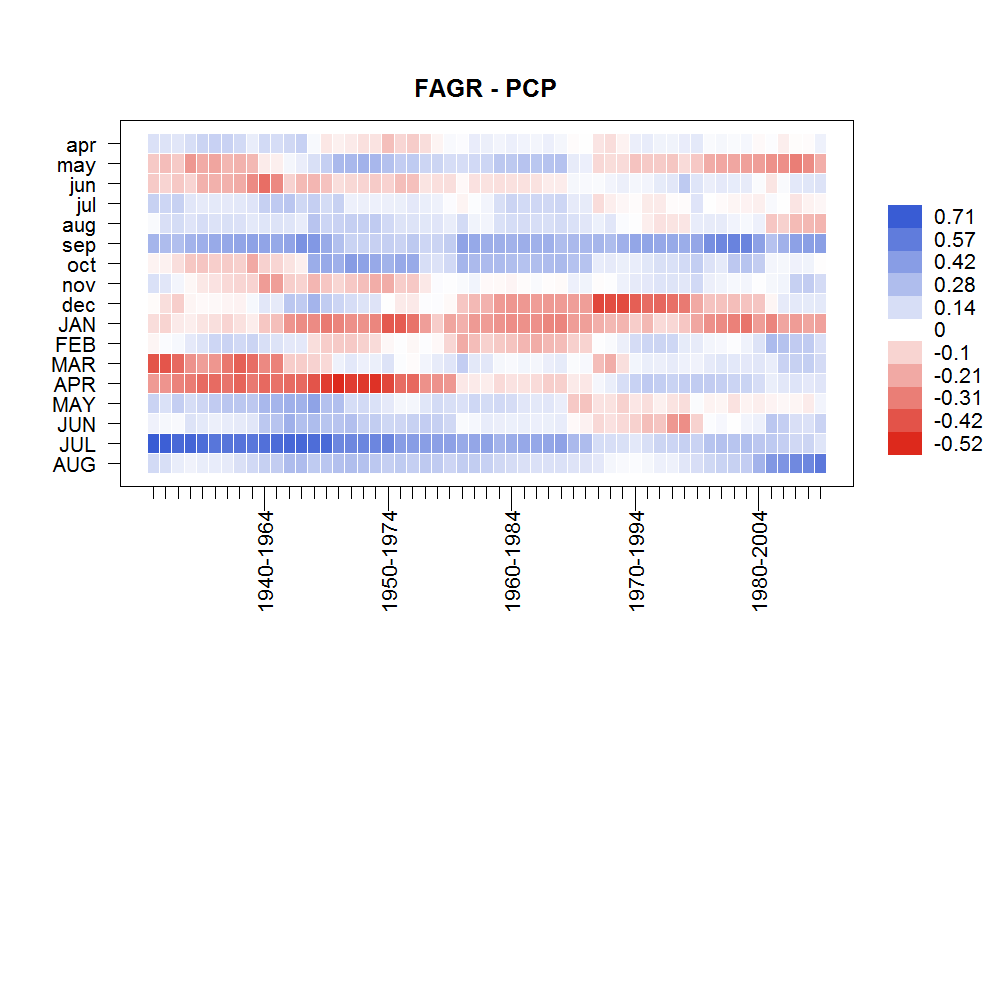 FAGR - PCP
apr
may
jun
jul
aug
sep
oct
nov
dec
JAN
FEB
MAR
APR
MAY
JUN
JUL
AUG
1940-1964
1950-1974
1960-1984
1970-1994
1980-2004
0.71
0.57
0.42
0.28
0.14
0
-0.1
-0.21
-0.31
-0.42
-0.52